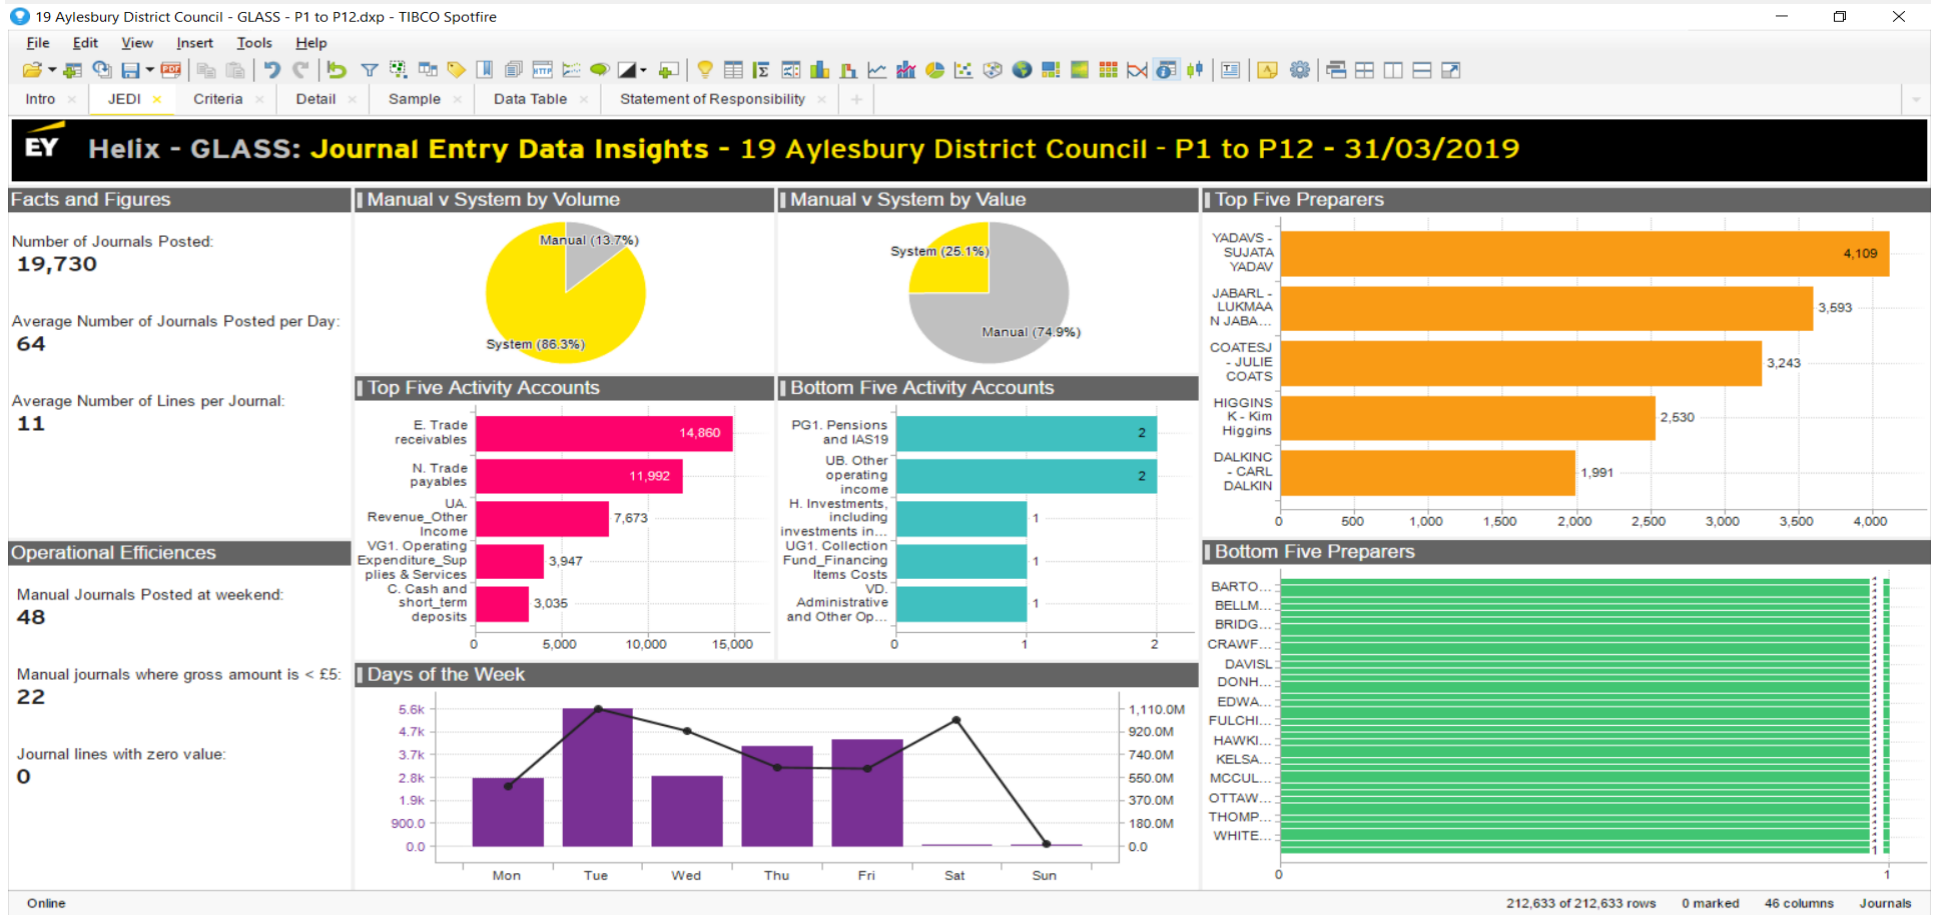 19 Aylesbury District Council - GLASS - P1 to P12.dxp - TIBCO Spotfire
File Edit View Insert Tools Help
PDF
HTTP
Intro JEDI Criteria Detail Sample Data Table Statement of Responsibility
EY Helix - GLASS: Journal Entry Data Insights - 19 Aylesbury District Council - P1 to P12 - 31/03/2019
Facts and Figures
Number of Journals Posted:
19,730
Average Number of Journals Posted per Day:
64
Average Number of Lines per Journal:
11
Operational Efficiences
Manual Journals Posted at weekend:
48
Manual journals where gross amount is < £5:
22
Journal lines with zero value:
0
Manual v System by Volume
Manual (13.7%)
System (86.3%)
Manual v System by Value
System (25.1%)
Manual (74.9%)
Top Five Activity Accounts
E. Trade
receivables
14,860
N. Trade
payables
11,992
UA.
Revenue_Other
Income
7,673
VG1. Operating
Expenditure_Sup
plies & Services
3,947
C. Cash and
short_term
deposits
3,035
0 5,000 10,000 15,000
Bottom Five Activity Accounts
PG1. Pensions
and IAS19
2
UB. Other
operating
income
2
H. Investments,
including
investments in...
1
UG1. Collection
Fund_Financing
Items Costs
1
VD.
Administrative
and Other Op...
1
0 1 2
Days of the Week
5.6k
4.7k
3.7k
2.8k
1.9k
900.0
0.0
1,110.0M
920.0M
740.0M
550.0M
370.0M
180.0M
0.0
Mon Tue Wed Thu Fri Sat Sun
Top Five Preparers
YADAVS -
SUJATA
YADAV
4,109
JABARL -
LUKMAA
N JABA...
3,593
COATESJ
- JULIE
COATS
3,243
HIGGINS
K - Kim
Higgins
2,530
DALKINC
- CARL
DALKIN
1,991
0 500 1,000 1,500 2,000 2,500 3,000 3,500 4,000
Bottom Five Preparers
BARTO...
BELLM...
BRIDG...
CRAWF...
DAVISL
DONH...
EDWA...
FULCHI...
HAWKI...
KELSA...
MCCUL...
OTTAW...
THOMP...
WHITE...
1
0 1
Online
212,633 of 212,633 rows 0 marked 46 columns Journals